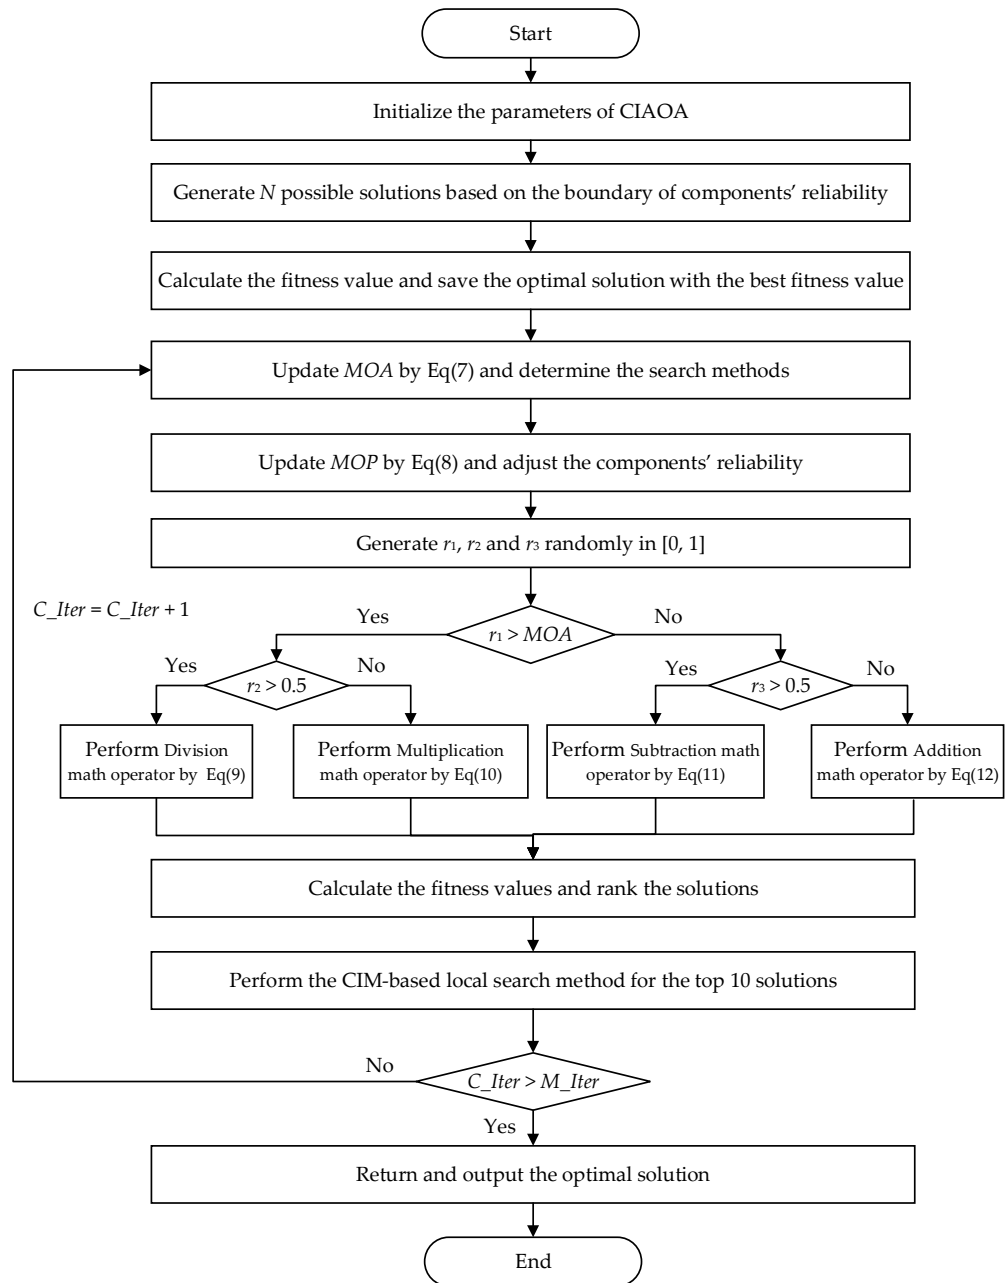 Start
Initialize the parameters of CIAOA
Generate N possible solutions based on the boundary of components’ reliability
Calculate the fitness value and save the optimal solution with the best fitness value
Update MOA by Eq(7) and determine the search methods
Update MOP by Eq(8) and adjust the components’ reliability
Generate r₁, r₂ and r₃ randomly in [0, 1]
C_Iter = C_Iter + 1
Yes
r₁ > MOA
No
Yes
r₂ > 0.5
No
Yes
r₃ > 0.5
No
Perform Division
math operator by Eq(9)
Perform Multiplication
math operator by Eq(10)
Perform Subtraction math
operator by Eq(11)
Perform Addition
math operator by Eq(12)
Calculate the fitness values and rank the solutions
Perform the CIM-based local search method for the top 10 solutions
No
C_Iter > M_Iter
Yes
Return and output the optimal solution
End